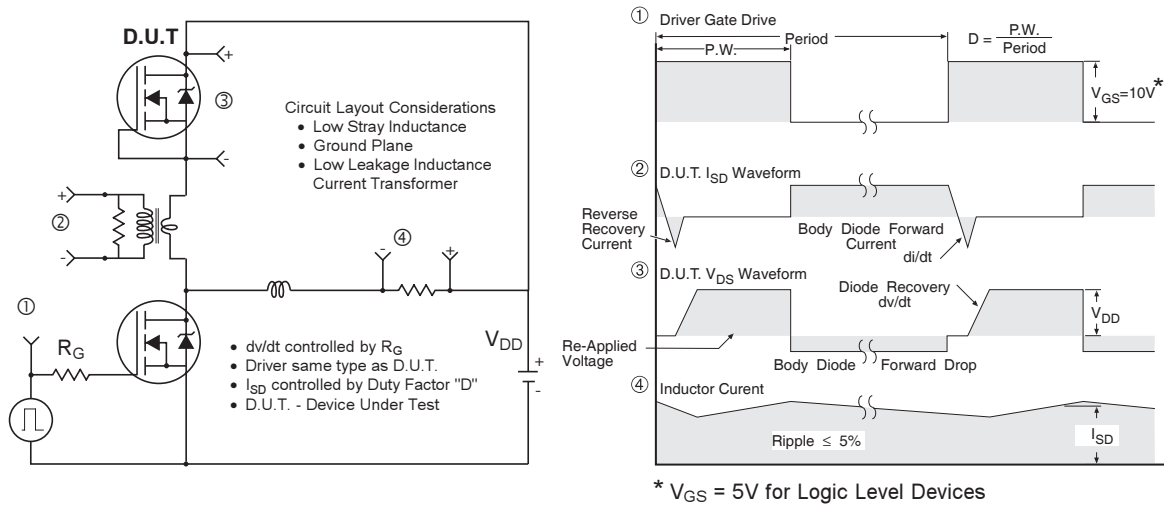 D.U.T
+
③
-
Circuit Layout Considerations
• Low Stray Inductance
• Ground Plane
• Low Leakage Inductance
Current Transformer
+
②
-
④
-
+
①
R_G
V_DD
+
-
• dv/dt controlled by R_G
• Driver same type as D.U.T.
• I_SD controlled by Duty Factor "D"
• D.U.T. - Device Under Test
① Driver Gate Drive
P.W.
Period
D = P.W. / Period
V_GS=10V*
② D.U.T. I_SD Waveform
Reverse
Recovery
Current
Body Diode Forward
Current
di/dt
③ D.U.T. V_DS Waveform
Diode Recovery
dv/dt
V_DD
Re-Applied
Voltage
Body Diode Forward Drop
④ Inductor Curent
Ripple ≤ 5%
I_SD
* V_GS = 5V for Logic Level Devices